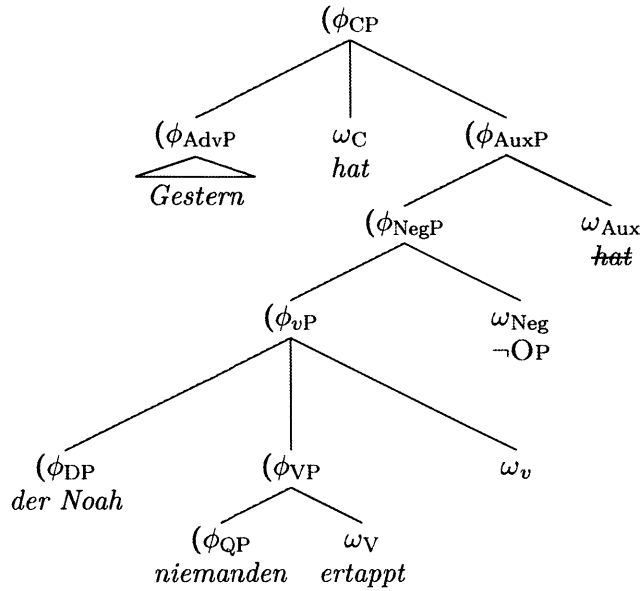 (ϕCP
(ϕAdvP ωC (ϕAuxP
Gestern hat
(ϕNegP ωAux
hat
(ϕvP ωNeg
¬OP
(ϕDP (ϕVP ωv
der Noah
(ϕQP ωV
niemanden ertappt